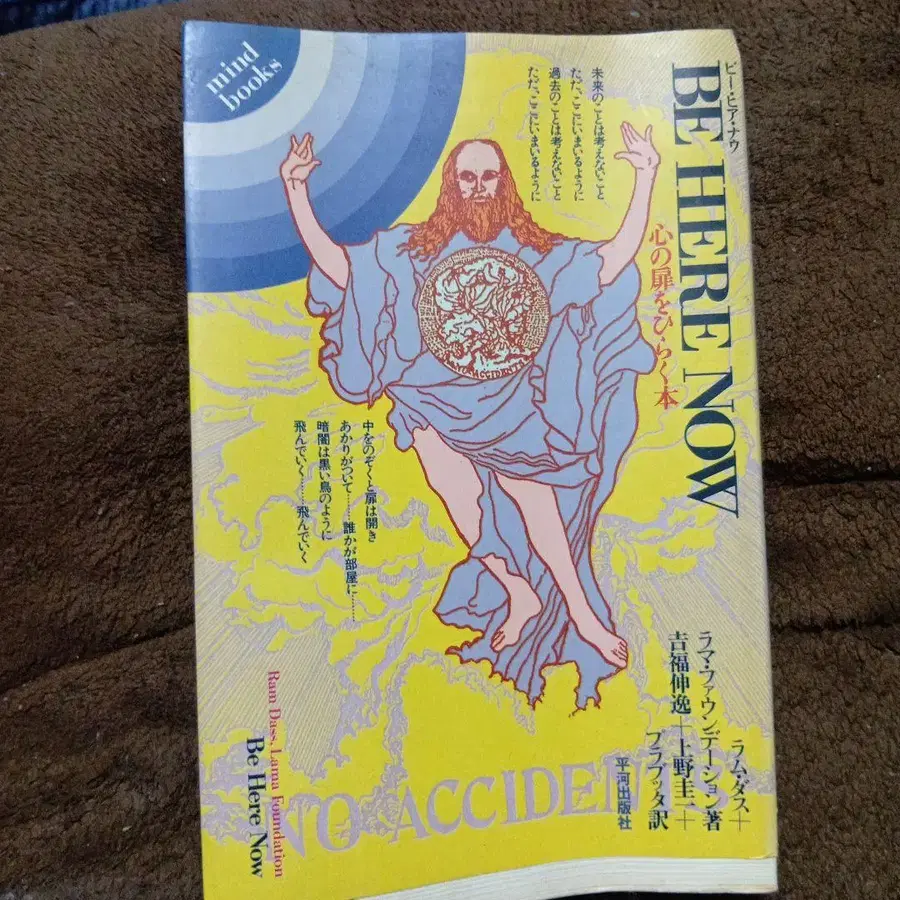 mind
books
ビー・ヒア・ナウ
BE HERE NOW
心の扉をひらく本
未来のことは考えないこと
ただ、ここにいまいるように
過去のことは考えないこと
ただ、ここにいまいるように
NO ACCIDENTS
中をのぞくと扉は開き
あかりがついて……誰かが部屋に……
暗闇は黒い鳥のように
飛んでいく……飛んでいく
ラム・ダス＋
ラマ・ファウンデーション著
吉福伸逸＋上野圭一＋
プラブッダ訳
平河出版社
Ram Dass, Lama Foundation
Be Here Now
NO ACCIDENTS